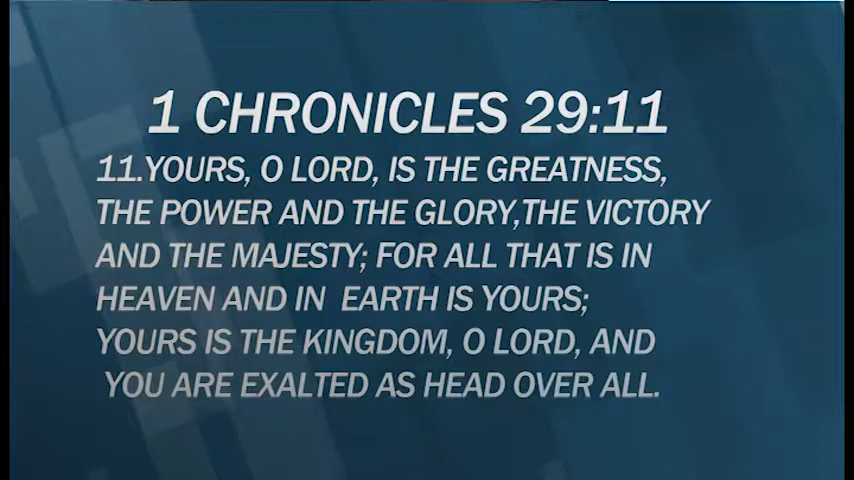 1 CHRONICLES 29:11
11.YOURS, O LORD, IS THE GREATNESS,
THE POWER AND THE GLORY,THE VICTORY
AND THE MAJESTY; FOR ALL THAT IS IN
HEAVEN AND IN  EARTH IS YOURS;
YOURS IS THE KINGDOM, O LORD, AND
YOU ARE EXALTED AS HEAD OVER ALL.